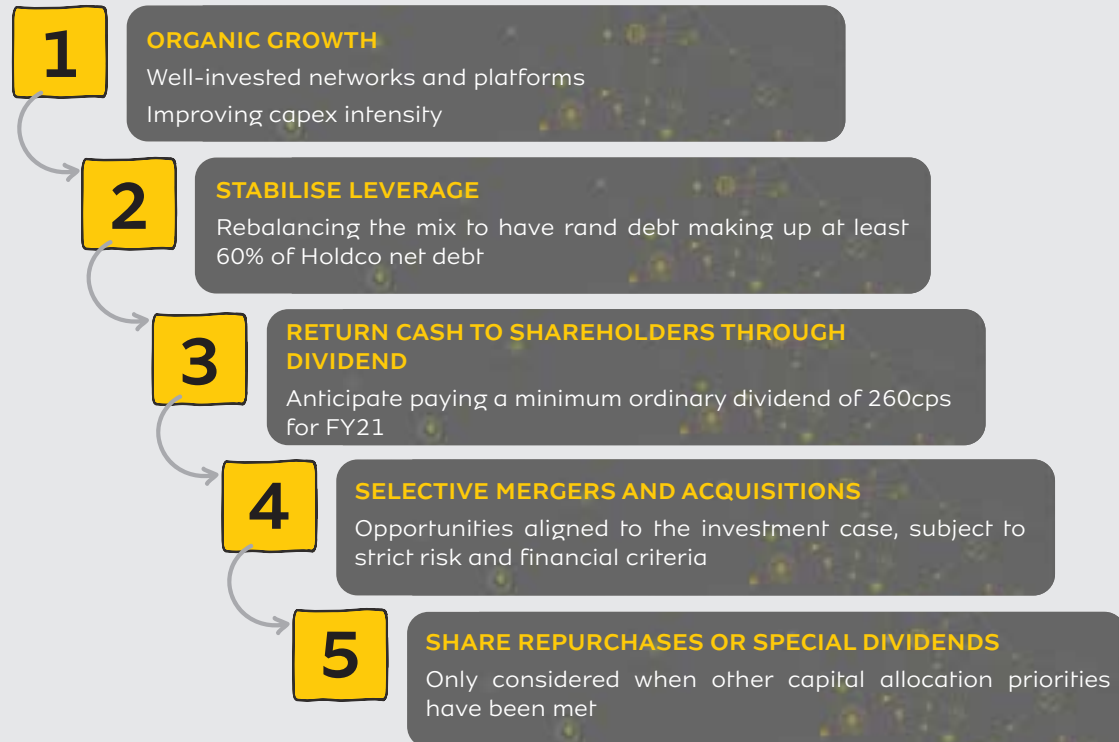 1
ORGANIC GROWTH
Well-invested networks and platforms
Improving capex intensity
2
STABILISE LEVERAGE
Rebalancing the mix to have rand debt making up at least
60% of Holdco net debt
3
RETURN CASH TO SHAREHOLDERS THROUGH
DIVIDEND
Anticipate paying a minimum ordinary dividend of 260cps
for FY21
4
SELECTIVE MERGERS AND ACQUISITIONS
Opportunities aligned to the investment case, subject to
strict risk and financial criteria
5
SHARE REPURCHASES OR SPECIAL DIVIDENDS
Only considered when other capital allocation priorities
have been met